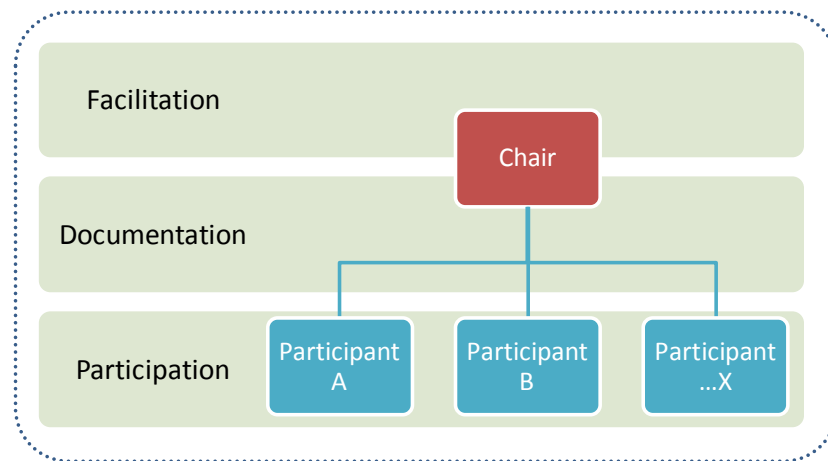 Facilitation
Chair
Documentation
Participation
Participant
A
Participant
B
Participant
...X